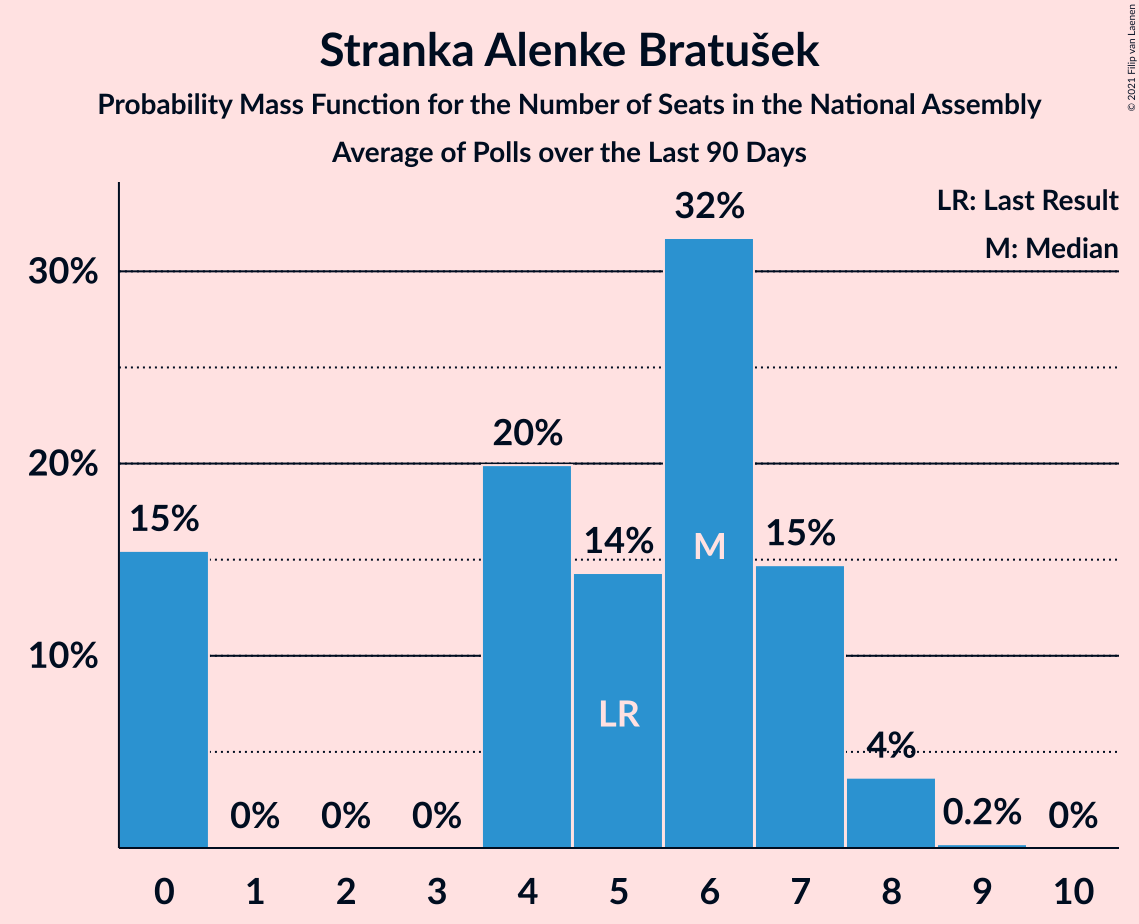 Stranka Alenke Bratušek
Probability Mass Function for the Number of Seats in the National Assembly
Average of Polls over the Last 90 Days
© 2021 Filip van Laenen
LR: Last Result
M: Median
30%
20%
10%
15%
0%
0%
0%
20%
14%
32%
15%
4%
0.2%
0%
LR
M
0 1 2 3 4 5 6 7 8 9 10